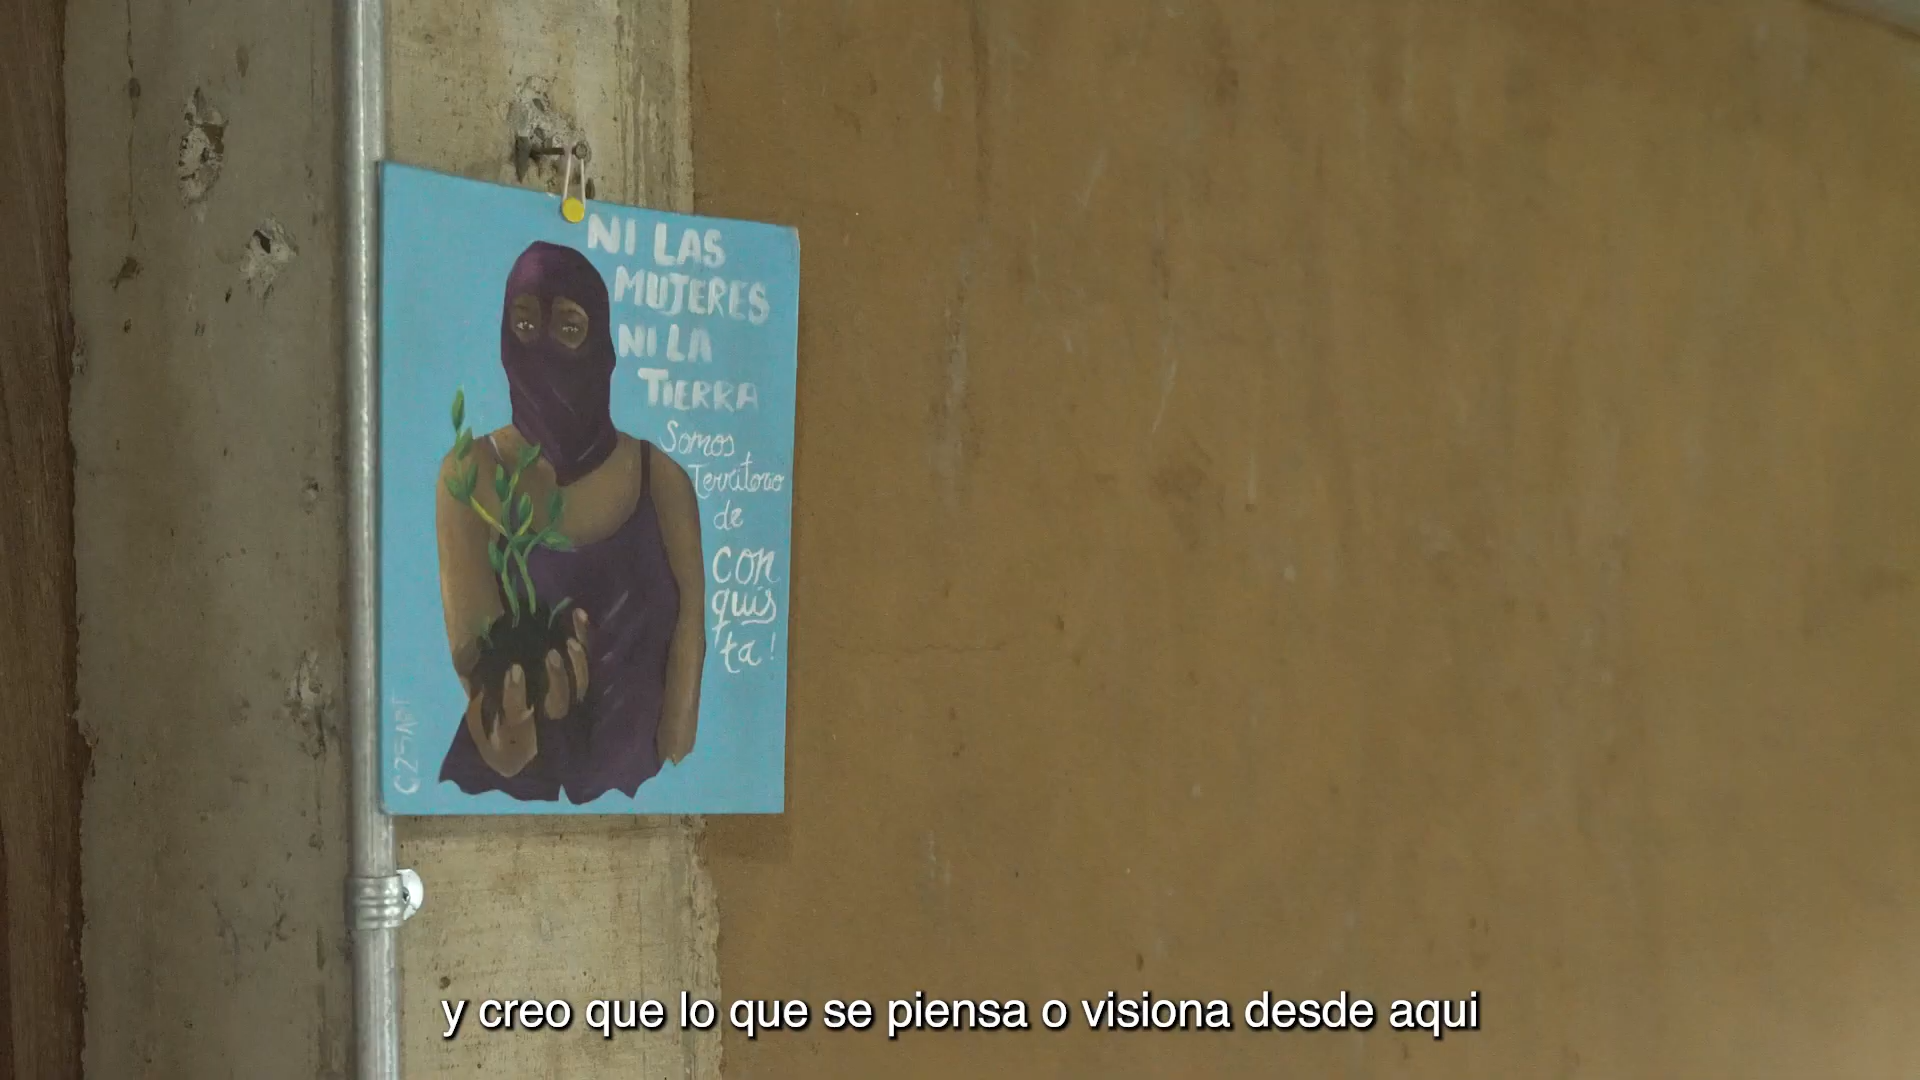 NI LAS
MUJERES
NI LA
TIERRA
Somos
Territorio
de
con
quis
ta!
y creo que lo que se piensa o visiona desde aqui